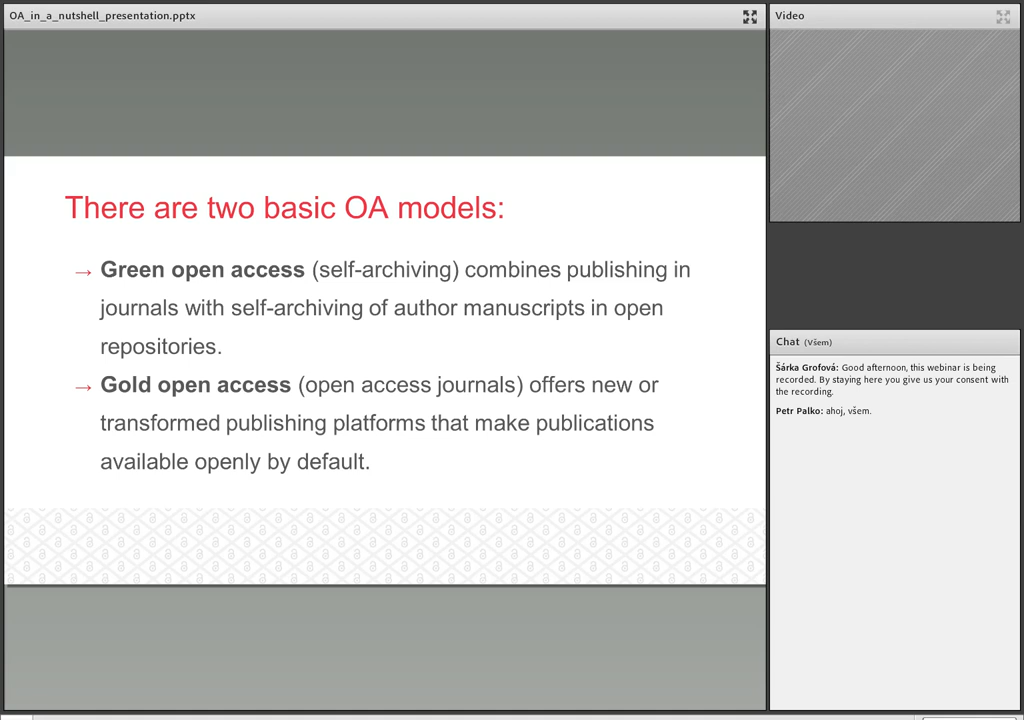 OA_in_a_nutshell_presentation.pptx
There are two basic OA models:
→ Green open access (self-archiving) combines publishing in
journals with self-archiving of author manuscripts in open
repositories.
→ Gold open access (open access journals) offers new or
transformed publishing platforms that make publications
available openly by default.
Video
Chat (Všem)
Šárka Grofová: Good afternoon, this webinar is being
recorded. By staying here you give us your consent with
the recording.
Petr Palko: ahoj, všem.